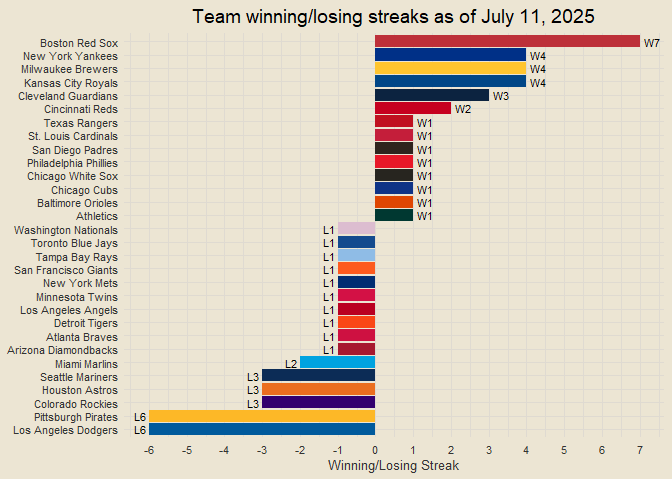 Team winning/losing streaks as of July 11, 2025
Boston Red Sox W7
New York Yankees W4
Milwaukee Brewers W4
Kansas City Royals W4
Cleveland Guardians W3
Cincinnati Reds W2
Texas Rangers W1
St. Louis Cardinals W1
San Diego Padres W1
Philadelphia Phillies W1
Chicago White Sox W1
Chicago Cubs W1
Baltimore Orioles W1
Athletics W1
Washington Nationals L1
Toronto Blue Jays L1
Tampa Bay Rays L1
San Francisco Giants L1
New York Mets L1
Minnesota Twins L1
Los Angeles Angels L1
Detroit Tigers L1
Atlanta Braves L1
Arizona Diamondbacks L1
Miami Marlins L2
Seattle Mariners L3
Houston Astros L3
Colorado Rockies L3
Pittsburgh Pirates L6
Los Angeles Dodgers L6
-6 -5 -4 -3 -2 -1 0 1 2 3 4 5 6 7
Winning/Losing Streak